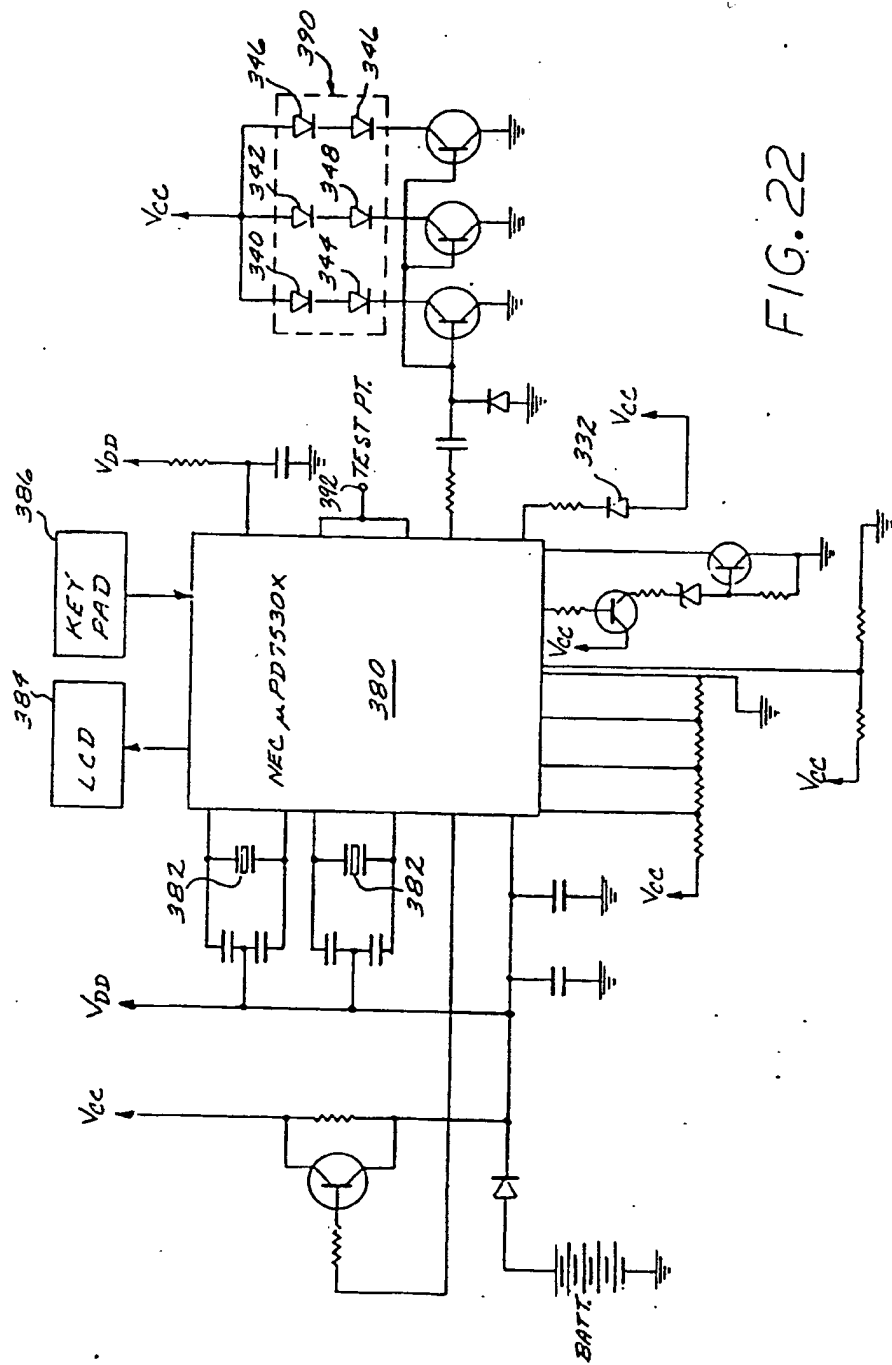 346
390
346
342
348
340
344
VCC
VDD
392
TEST PT.
386
KEY
PAD
384
LCD
NEC μPD7530X
380
382
382
VDD
VCC
BATT.
332
VCC
VCC
VCC
VCC
FIG. 22